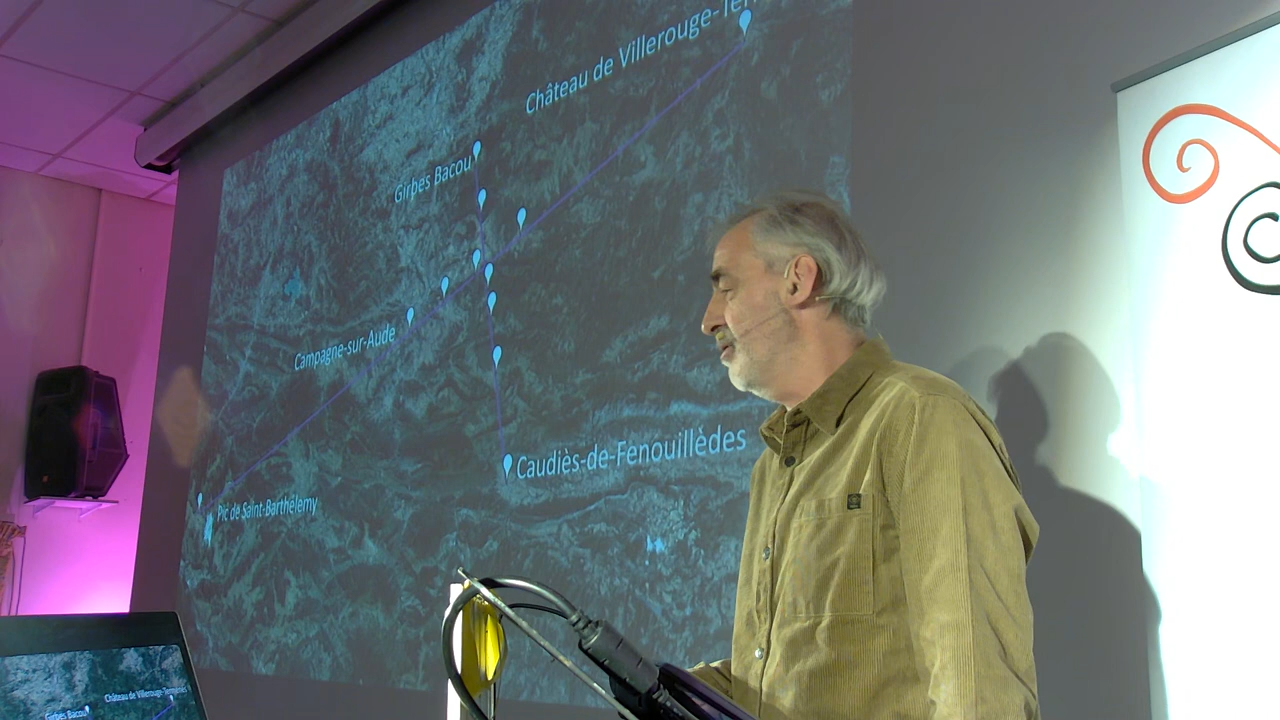 Château de Villerouge-Ter
Girbes Bacou
Campagne-sur-Aude
Caudiès-de-Fenouillèdes
Pic de Saint-Barthélemy
Château de Villerouge-Termenès
Girbes Bacou